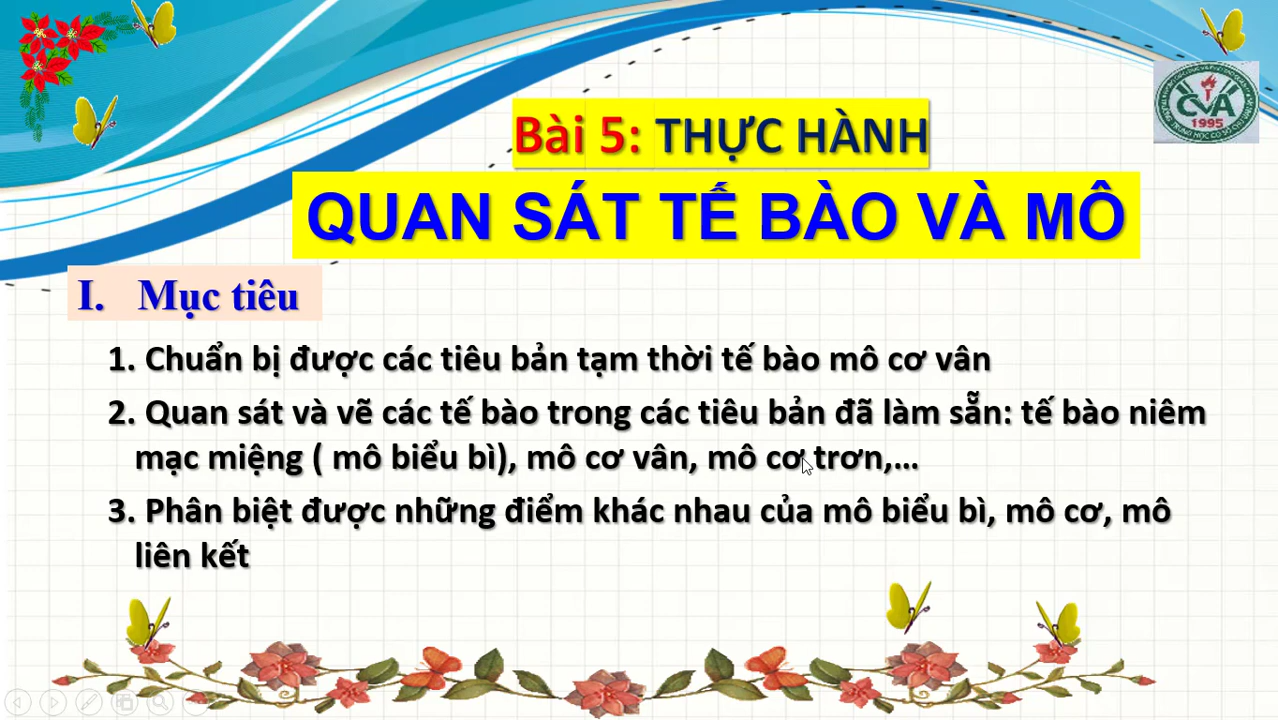 Bài 5: THỰC HÀNH
QUAN SÁT TẾ BÀO VÀ MÔ
I. Mục tiêu
1. Chuẩn bị được các tiêu bản tạm thời tế bào mô cơ vân
2. Quan sát và vẽ các tế bào trong các tiêu bản đã làm sẵn: tế bào niêm
mạc miệng ( mô biểu bì), mô cơ vân, mô cơ trơn,...
3. Phân biệt được những điểm khác nhau của mô biểu bì, mô cơ, mô
liên kết
CVA
1995